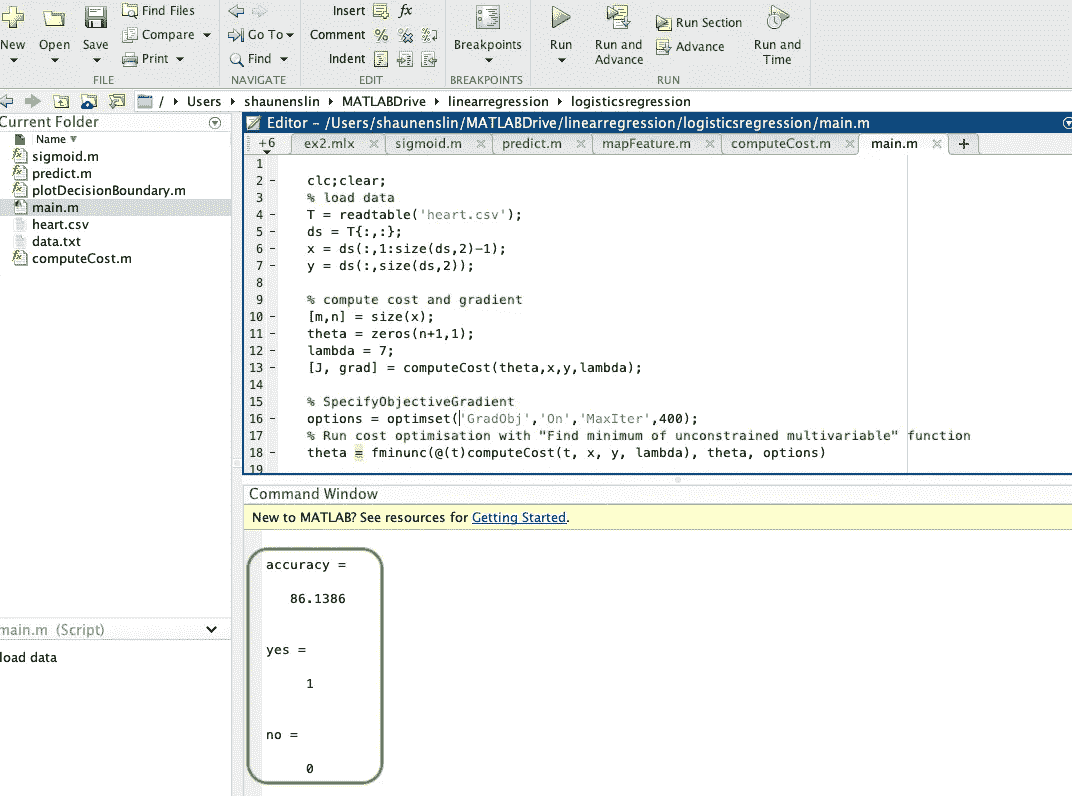 New Open Save
Find Files
Compare
Print
FILE
Go To
Find
NAVIGATE
Insert fx
Comment % 
Indent
EDIT
Breakpoints
BREAKPOINTS
Run
Run and
Advance
Run Section
Advance
Run and
Time
RUN
/ Users shaunenslin MATLABDrive linearregression logisticsregression
Current Folder
Name
sigmoid.m
predict.m
plotDecisionBoundary.m
main.m
heart.csv
data.txt
computeCost.m
main.m (Script)
load data
Editor - /Users/shaunenslin/MATLABDrive/linearregression/logisticsregression/main.m
+6 ex2.mlx sigmoid.m predict.m mapFeature.m computeCost.m main.m +
1
2 - clc;clear;
3 % load data
4 - T = readtable('heart.csv');
5 - ds = T{:,:};
6 - x = ds(:,1:size(ds,2)-1);
7 - y = ds(:,size(ds,2));
8
9 % compute cost and gradient
10 - [m,n] = size(x);
11 - theta = zeros(n+1,1);
12 - lambda = 7;
13 - [J, grad] = computeCost(theta,x,y,lambda);
14
15 % SpecifyObjectiveGradient
16 - options = optimset('GradObj','On','MaxIter',400);
17 % Run cost optimisation with "Find minimum of unconstrained multivariable" function
18 - theta = fminunc(@(t)computeCost(t, x, y, lambda), theta, options)
19
Command Window
New to MATLAB? See resources for Getting Started.
accuracy =
86.1386
yes =
1
no =
0